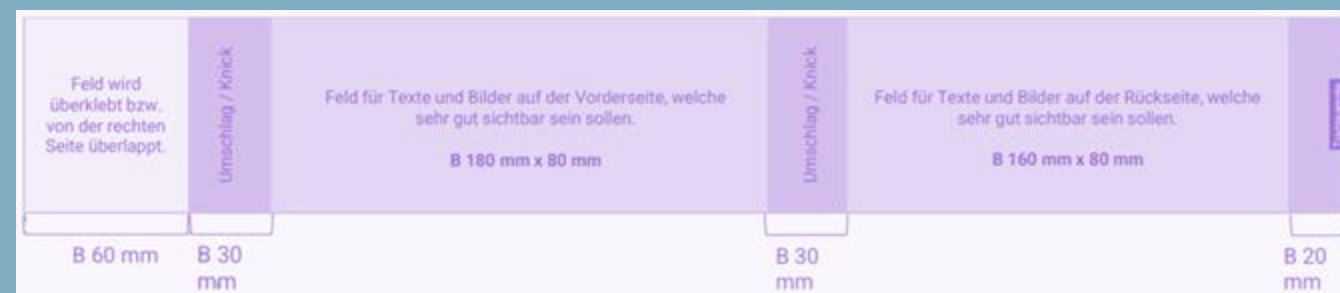 Feld wird
überklebt bzw.
von der rechten
Seite überlappt.
Umschlag / Knick
Feld für Texte und Bilder auf der Vorderseite, welche
sehr gut sichtbar sein sollen.
B 180 mm x 80 mm
Umschlag / Knick
Feld für Texte und Bilder auf der Rückseite, welche
sehr gut sichtbar sein sollen.
B 160 mm x 80 mm
B 60 mm
B 30
mm
B 30
mm
B 20
mm